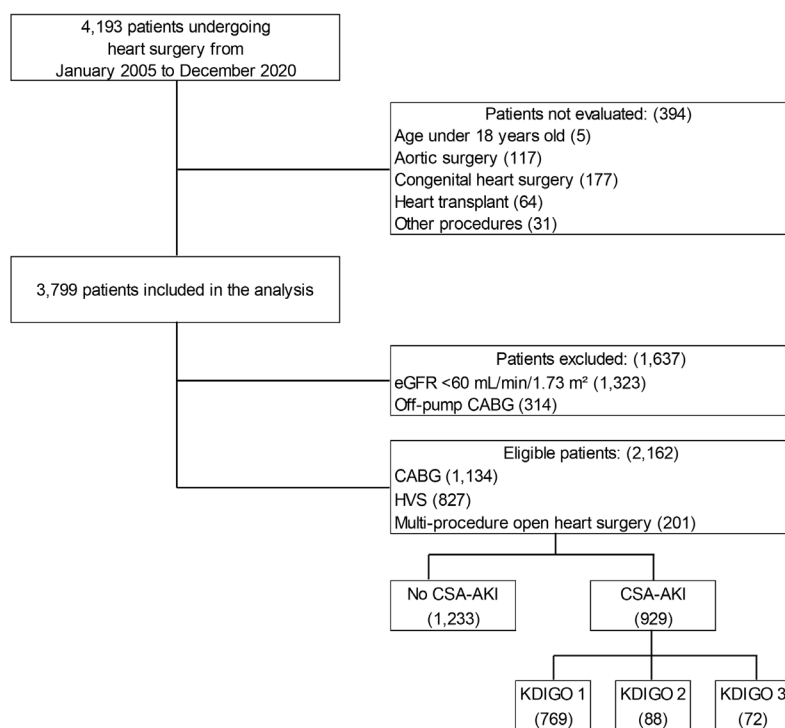 4,193 patients undergoing
heart surgery from
January 2005 to December 2020
Patients not evaluated: (394)
Age under 18 years old (5)
Aortic surgery (117)
Congenital heart surgery (177)
Heart transplant (64)
Other procedures (31)
3,799 patients included in the analysis
Patients excluded: (1,637)
eGFR <60 mL/min/1.73 m² (1,323)
Off-pump CABG (314)
Eligible patients: (2,162)
CABG (1,134)
HVS (827)
Multi-procedure open heart surgery (201)
No CSA-AKI
(1,233)
CSA-AKI
(929)
KDIGO 1
(769)
KDIGO 2
(88)
KDIGO 3
(72)